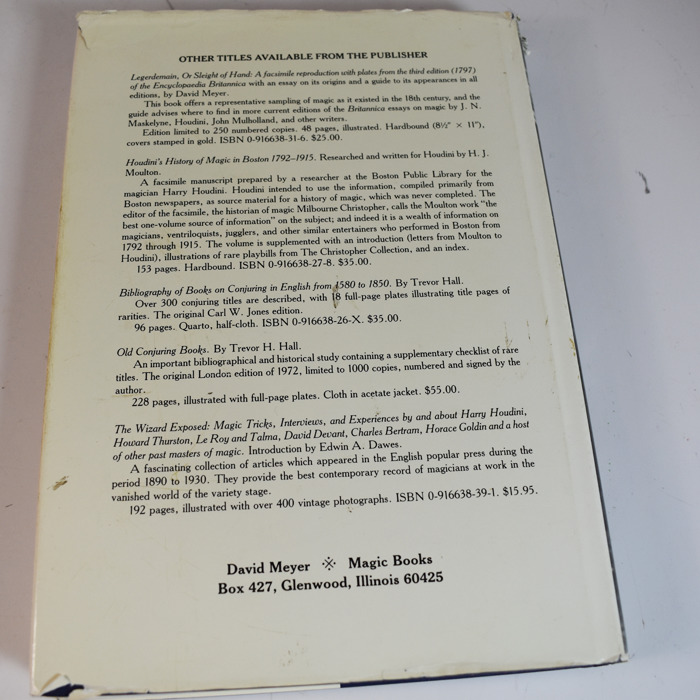 OTHER TITLES AVAILABLE FROM THE PUBLISHER
Legerdemain, Or Sleight of Hand: A facsimile reproduction with plates from the third edition (1797)
of the Encyclopaedia Britannica with an essay on its origins and a guide to its appearances in all
editions, by David Meyer.
This book offers a representative sampling of magic as it existed in the 18th century, and the
guide advises where to find in more current editions of the Britannica essays on magic by J. N.
Maskelyne, Houdini, John Mulholland, and other writers.
Edition limited to 250 numbered copies. 48 pages, illustrated. Hardbound (8½" × 11"),
covers stamped in gold. ISBN 0-916638-31-6. $25.00.
Houdini's History of Magic in Boston 1792-1915. Researched and written for Houdini by H. J.
Moulton.
A facsimile manuscript prepared by a researcher at the Boston Public Library for the
magician Harry Houdini. Houdini intended to use the information, compiled primarily from
Boston newspapers, as source material for a history of magic, which was never completed. The
editor of the facsimile, the historian of magic Milbourne Christopher, calls the Moulton work "the
best one-volume source of information" on the subject; and indeed it is a wealth of information on
magicians, ventriloquists, jugglers, and other similar entertainers who performed in Boston from
1792 through 1915. The volume is supplemented with an introduction (letters from Moulton to
Houdini), illustrations of rare playbills from The Christopher Collection, and an index.
153 pages. Hardbound. ISBN 0-916638-27-8. $35.00.
Bibliography of Books on Conjuring in English from 1580 to 1850. By Trevor Hall.
Over 300 conjuring titles are described, with 18 full-page plates illustrating title pages of
rarities. The original Carl W. Jones edition.
96 pages. Quarto, half-cloth. ISBN 0-916638-26-X. $35.00.
Old Conjuring Books. By Trevor H. Hall.
An important bibliographical and historical study containing a supplementary checklist of rare
titles. The original London edition of 1972, limited to 1000 copies, numbered and signed by the
author.
228 pages, illustrated with full-page plates. Cloth in acetate jacket. $55.00.
The Wizard Exposed: Magic Tricks, Interviews, and Experiences by and about Harry Houdini,
Howard Thurston, Le Roy and Talma, David Devant, Charles Bertram, Horace Goldin and a host
of other past masters of magic. Introduction by Edwin A. Dawes.
A fascinating collection of articles which appeared in the English popular press during the
period 1890 to 1930. They provide the best contemporary record of magicians at work in the
vanished world of the variety stage.
192 pages, illustrated with over 400 vintage photographs. ISBN 0-916638-39-1. $15.95.
David Meyer ※ Magic Books
Box 427, Glenwood, Illinois 60425